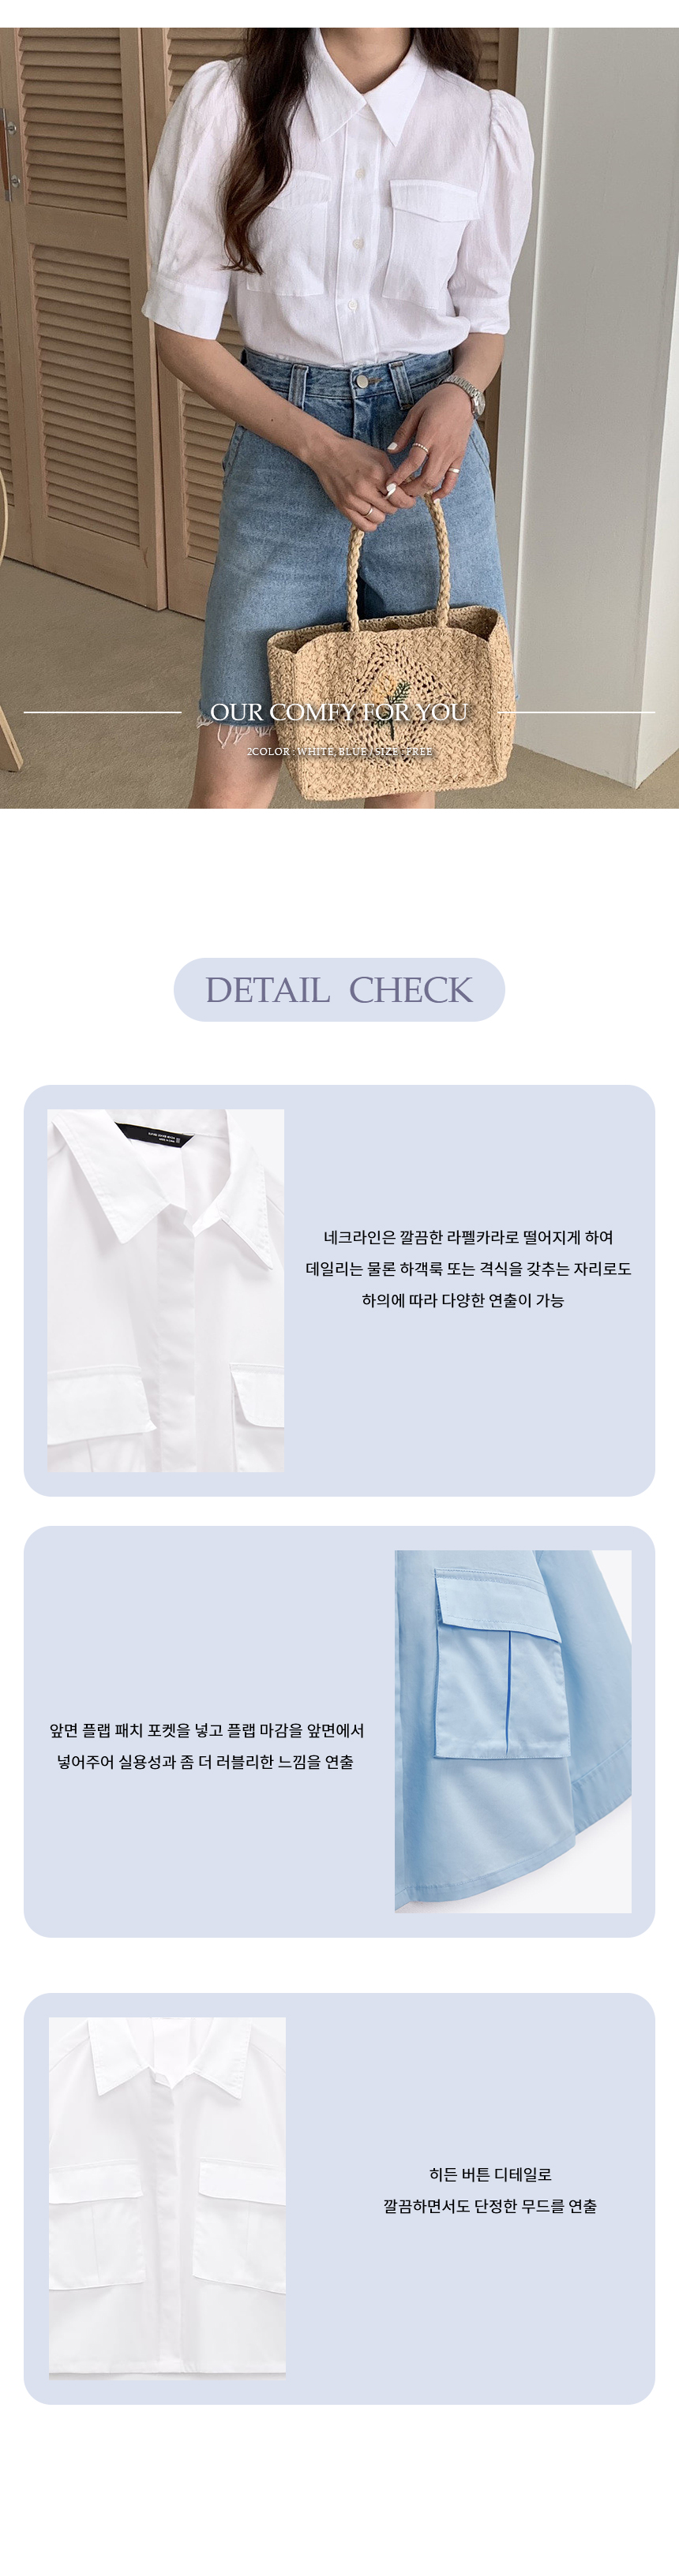 OUR COMFY FOR YOU
2COLOR : WHITE, BLUE / SIZE : FREE
DETAIL CHECK
네크라인은 깔끔한 라펠카라로 떨어지게 하여
데일리는 물론 하객룩 또는 격식을 갖추는 자리로도
하의에 따라 다양한 연출이 가능
앞면 플랩 패치 포켓을 넣고 플랩 마감을 앞면에서
넣어주어 실용성과 좀 더 러블리한 느낌을 연출
히든 버튼 디테일로
깔끔하면서도 단정한 무드를 연출